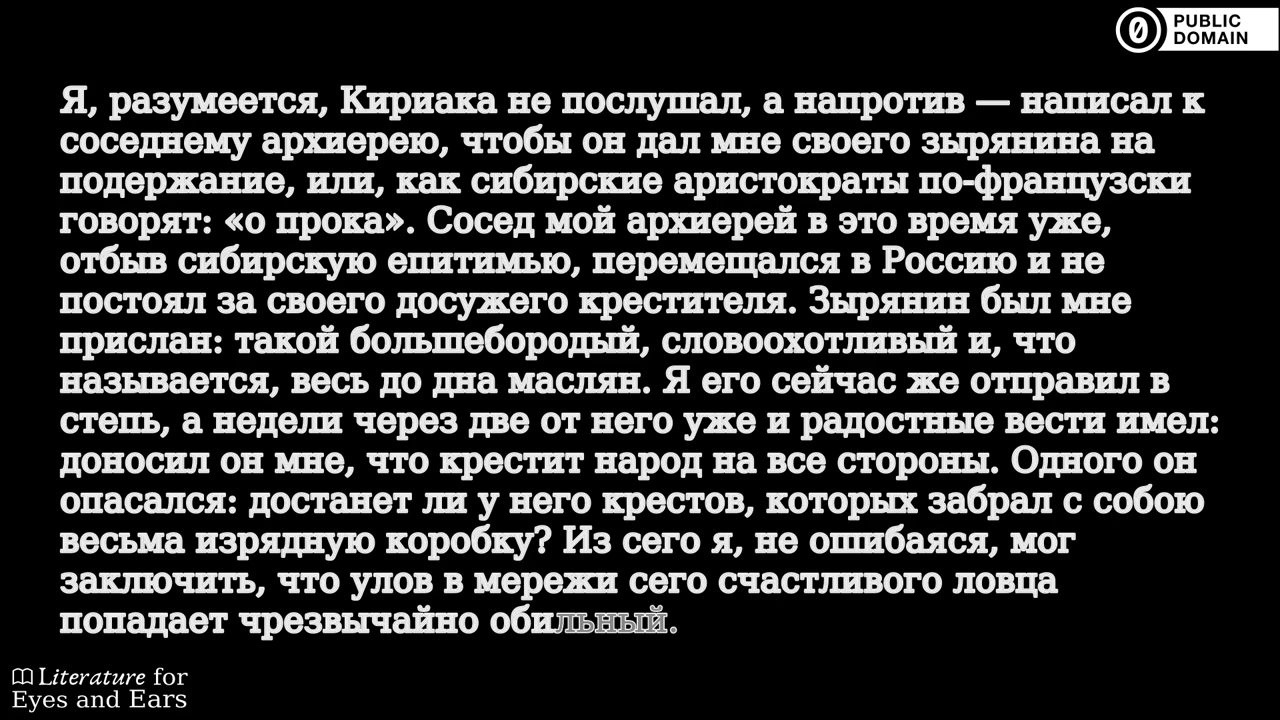 PUBLIC
DOMAIN
Я, разумеется, Кириака не послушал, а напротив — написал к
соседнему архиерею, чтобы он дал мне своего зырянина на
подержание, или, как сибирские аристократы по-французски
говорят: «о прока». Сосед мой архиерей в это время уже,
отбыв сибирскую епитимью, перемещался в Россию и не
постоял за своего досужего крестителя. Зырянин был мне
прислан: такой большебородый, словоохотливый и, что
называется, весь до дна маслян. Я его сейчас же отправил в
степь, а недели через две от него уже и радостные вести имел:
доносил он мне, что крестит народ на все стороны. Одного он
опасался: достанет ли у него крестов, которых забрал с собою
весьма изрядную коробку? Из сего я, не ошибаяся, мог
заключить, что улов в мережи сего счастливого ловца
попадает чрезвычайно обильный.
Literature for
Eyes and Ears